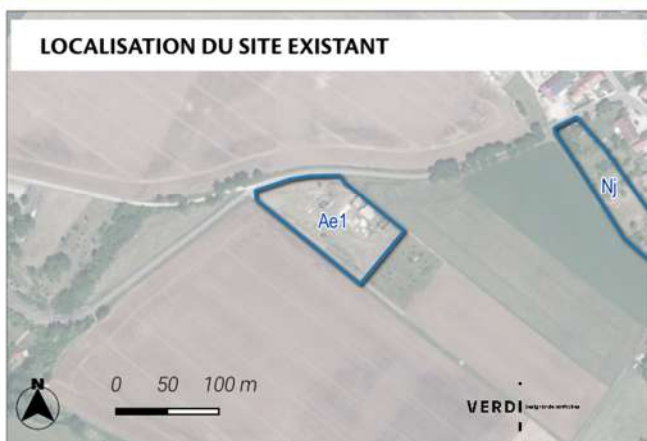 LOCALISATION DU SITE EXISTANT
Nj
Ae1
N
0 50 100 m
VERDI